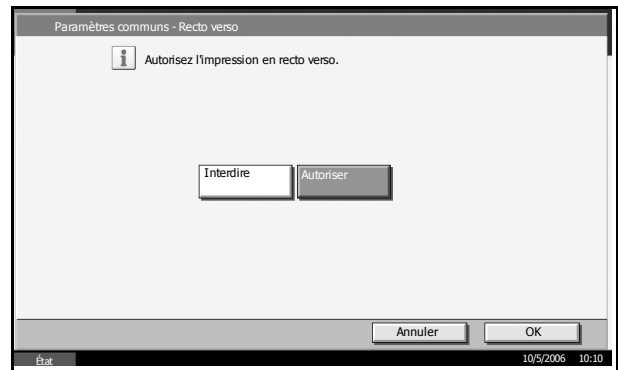 Paramètres communs - Recto verso
Autorisez l'impression en recto verso.
Interdire
Autoriser
Annuler
OK
État
10/5/2006 10:10